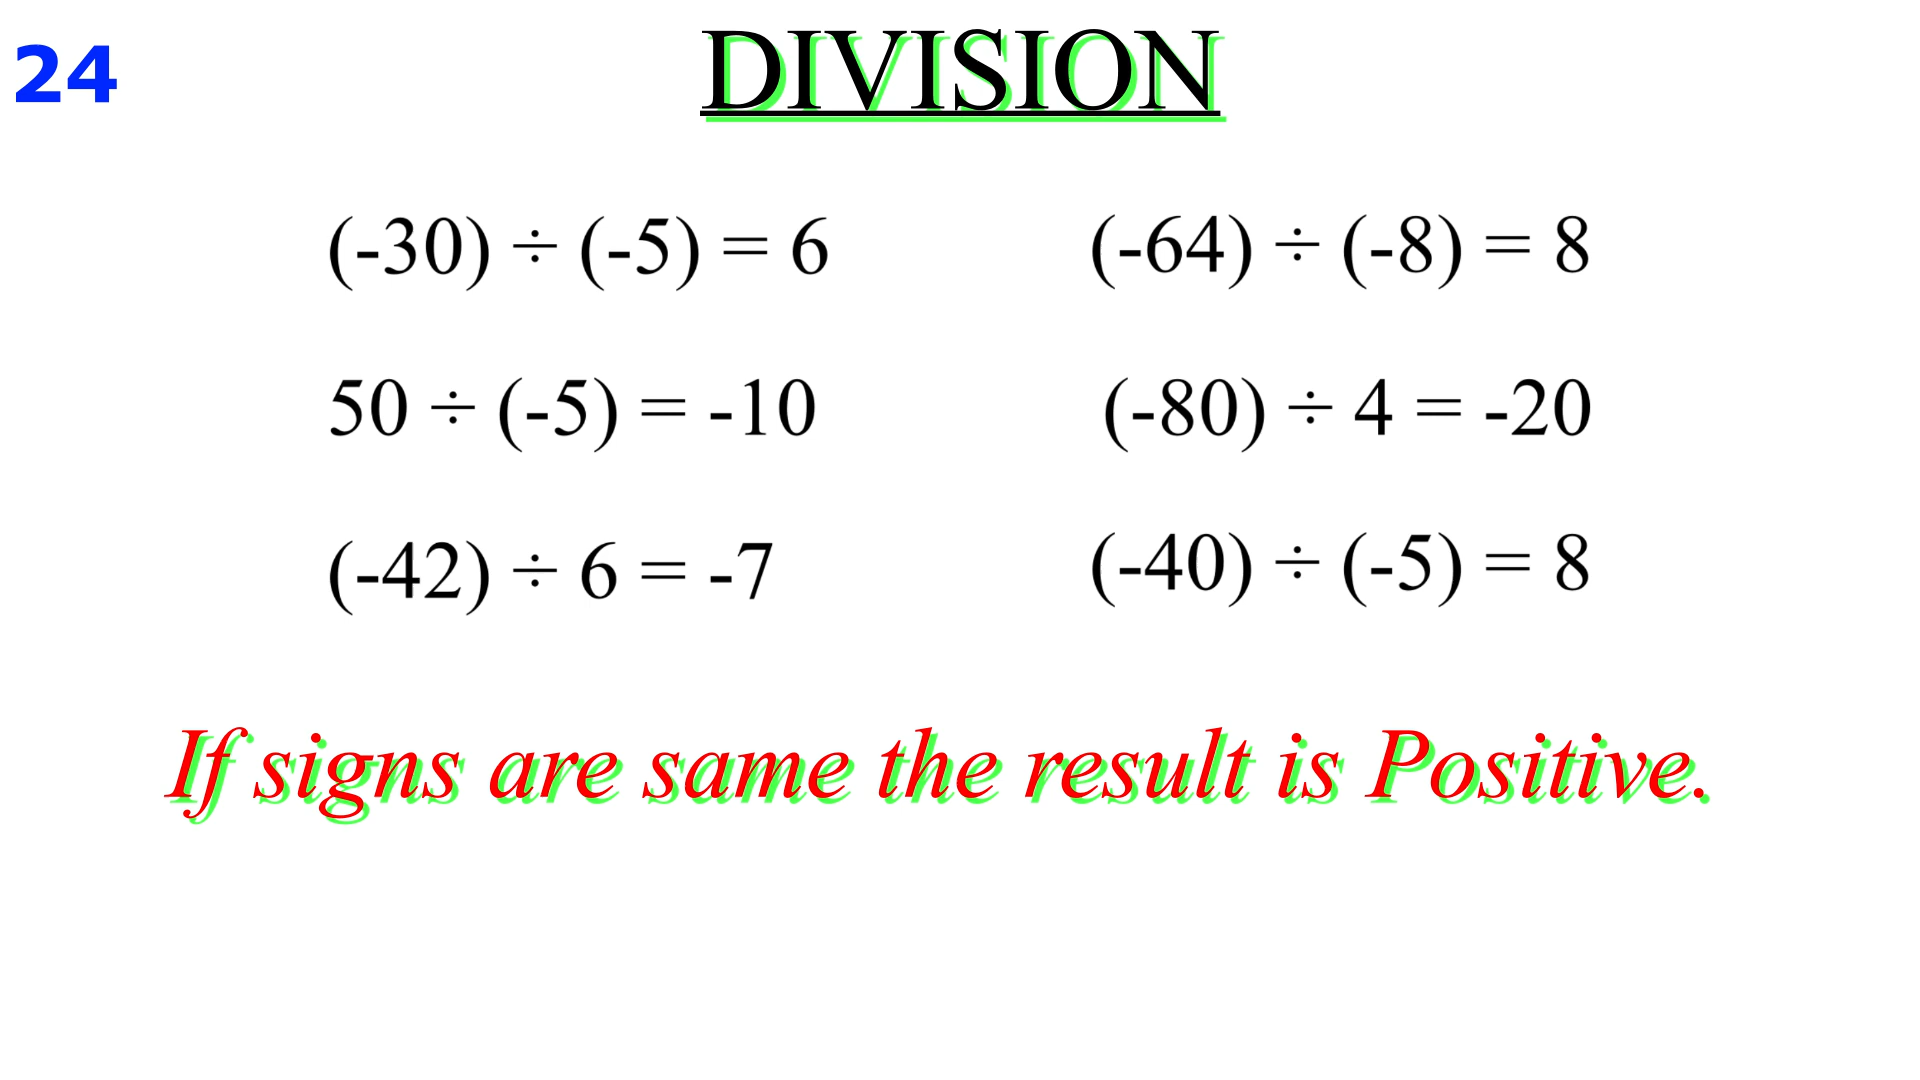 24
DIVISION
(-30) ÷ (-5) = 6
(-64) ÷ (-8) = 8
50 ÷ (-5) = -10
(-80) ÷ 4 = -20
(-42) ÷ 6 = -7
(-40) ÷ (-5) = 8
If signs are same the result is Positive.